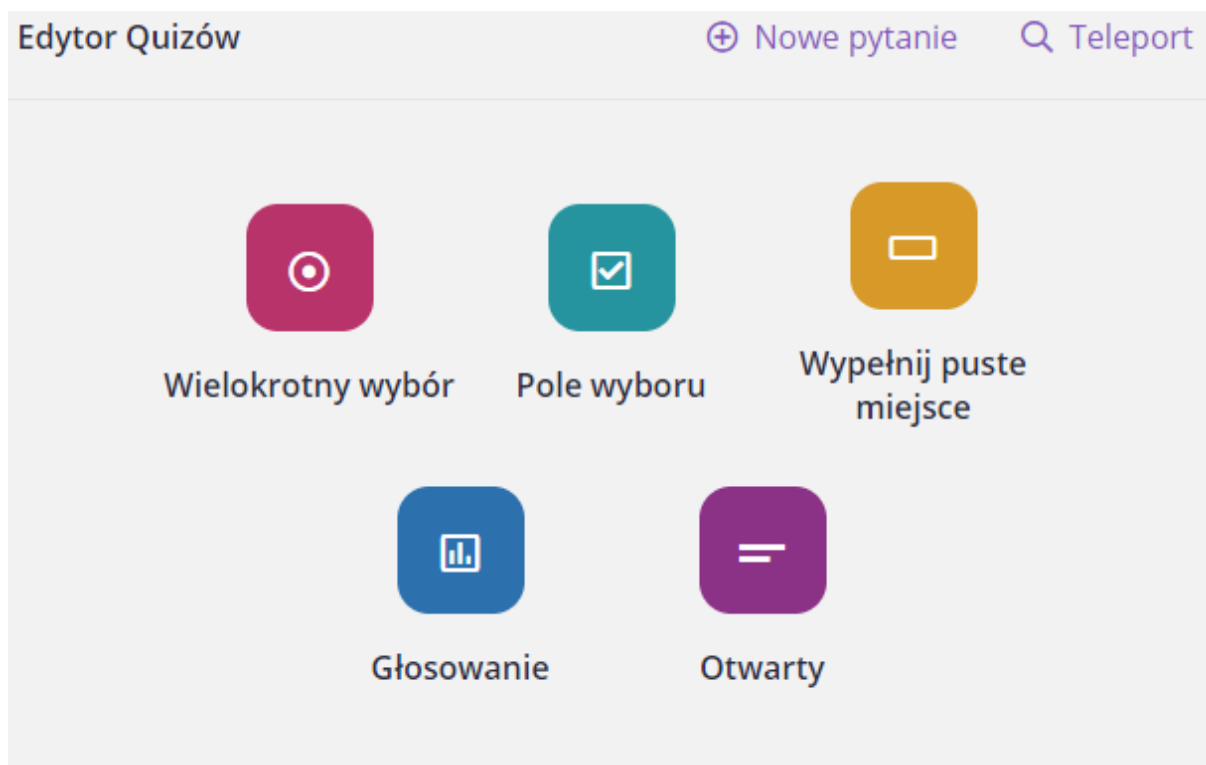 Edytor Quizów
Nowe pytanie
Teleport
Wielokrotny wybór
Pole wyboru
Wypełnij puste
miejsce
Głosowanie
Otwarty